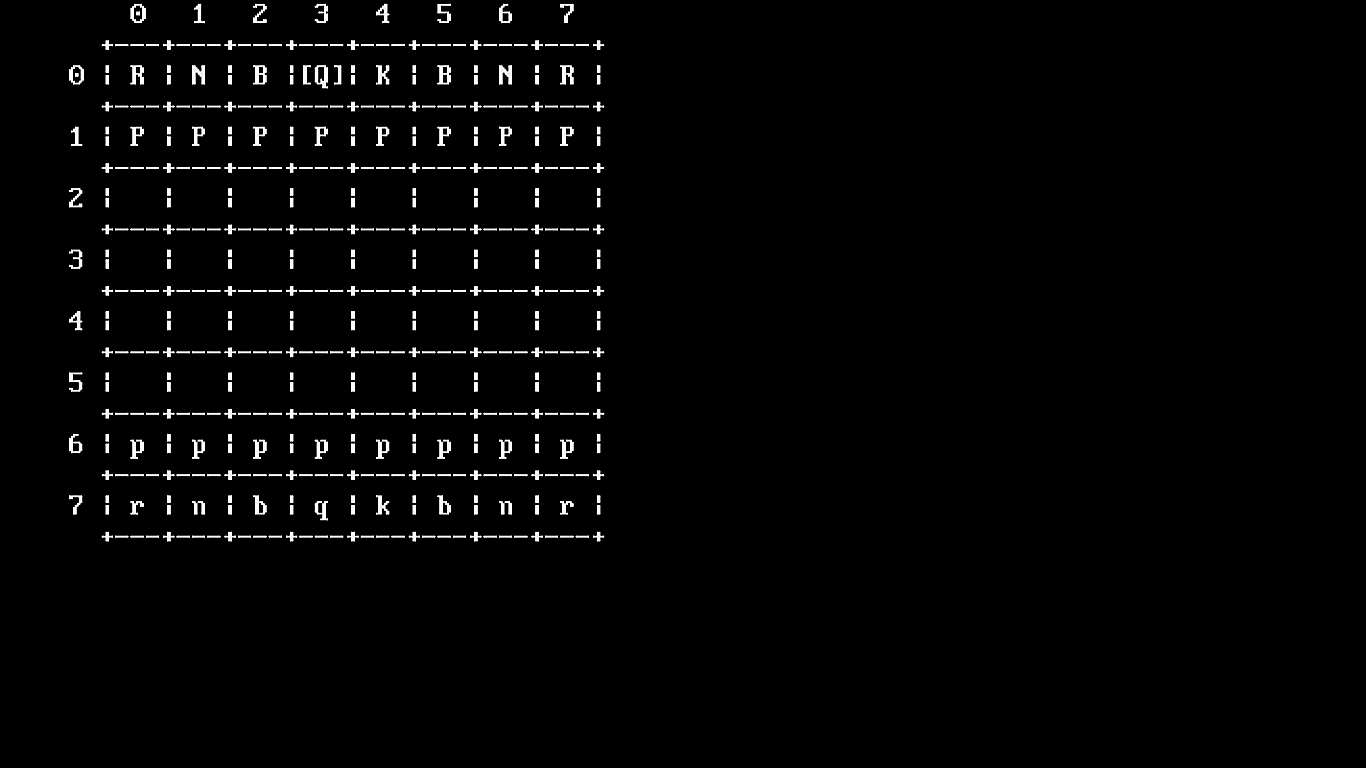 0   1   2   3   4   5   6   7
   +---+---+---+---+---+---+---+---+
0  ¦ R ¦ N ¦ B ¦[Q]¦ K ¦ B ¦ N ¦ R ¦
   +---+---+---+---+---+---+---+---+
1  ¦ P ¦ P ¦ P ¦ P ¦ P ¦ P ¦ P ¦ P ¦
   +---+---+---+---+---+---+---+---+
2  ¦   ¦   ¦   ¦   ¦   ¦   ¦   ¦   ¦
   +---+---+---+---+---+---+---+---+
3  ¦   ¦   ¦   ¦   ¦   ¦   ¦   ¦   ¦
   +---+---+---+---+---+---+---+---+
4  ¦   ¦   ¦   ¦   ¦   ¦   ¦   ¦   ¦
   +---+---+---+---+---+---+---+---+
5  ¦   ¦   ¦   ¦   ¦   ¦   ¦   ¦   ¦
   +---+---+---+---+---+---+---+---+
6  ¦ p ¦ p ¦ p ¦ p ¦ p ¦ p ¦ p ¦ p ¦
   +---+---+---+---+---+---+---+---+
7  ¦ r ¦ n ¦ b ¦ q ¦ k ¦ b ¦ n ¦ r ¦
   +---+---+---+---+---+---+---+---+